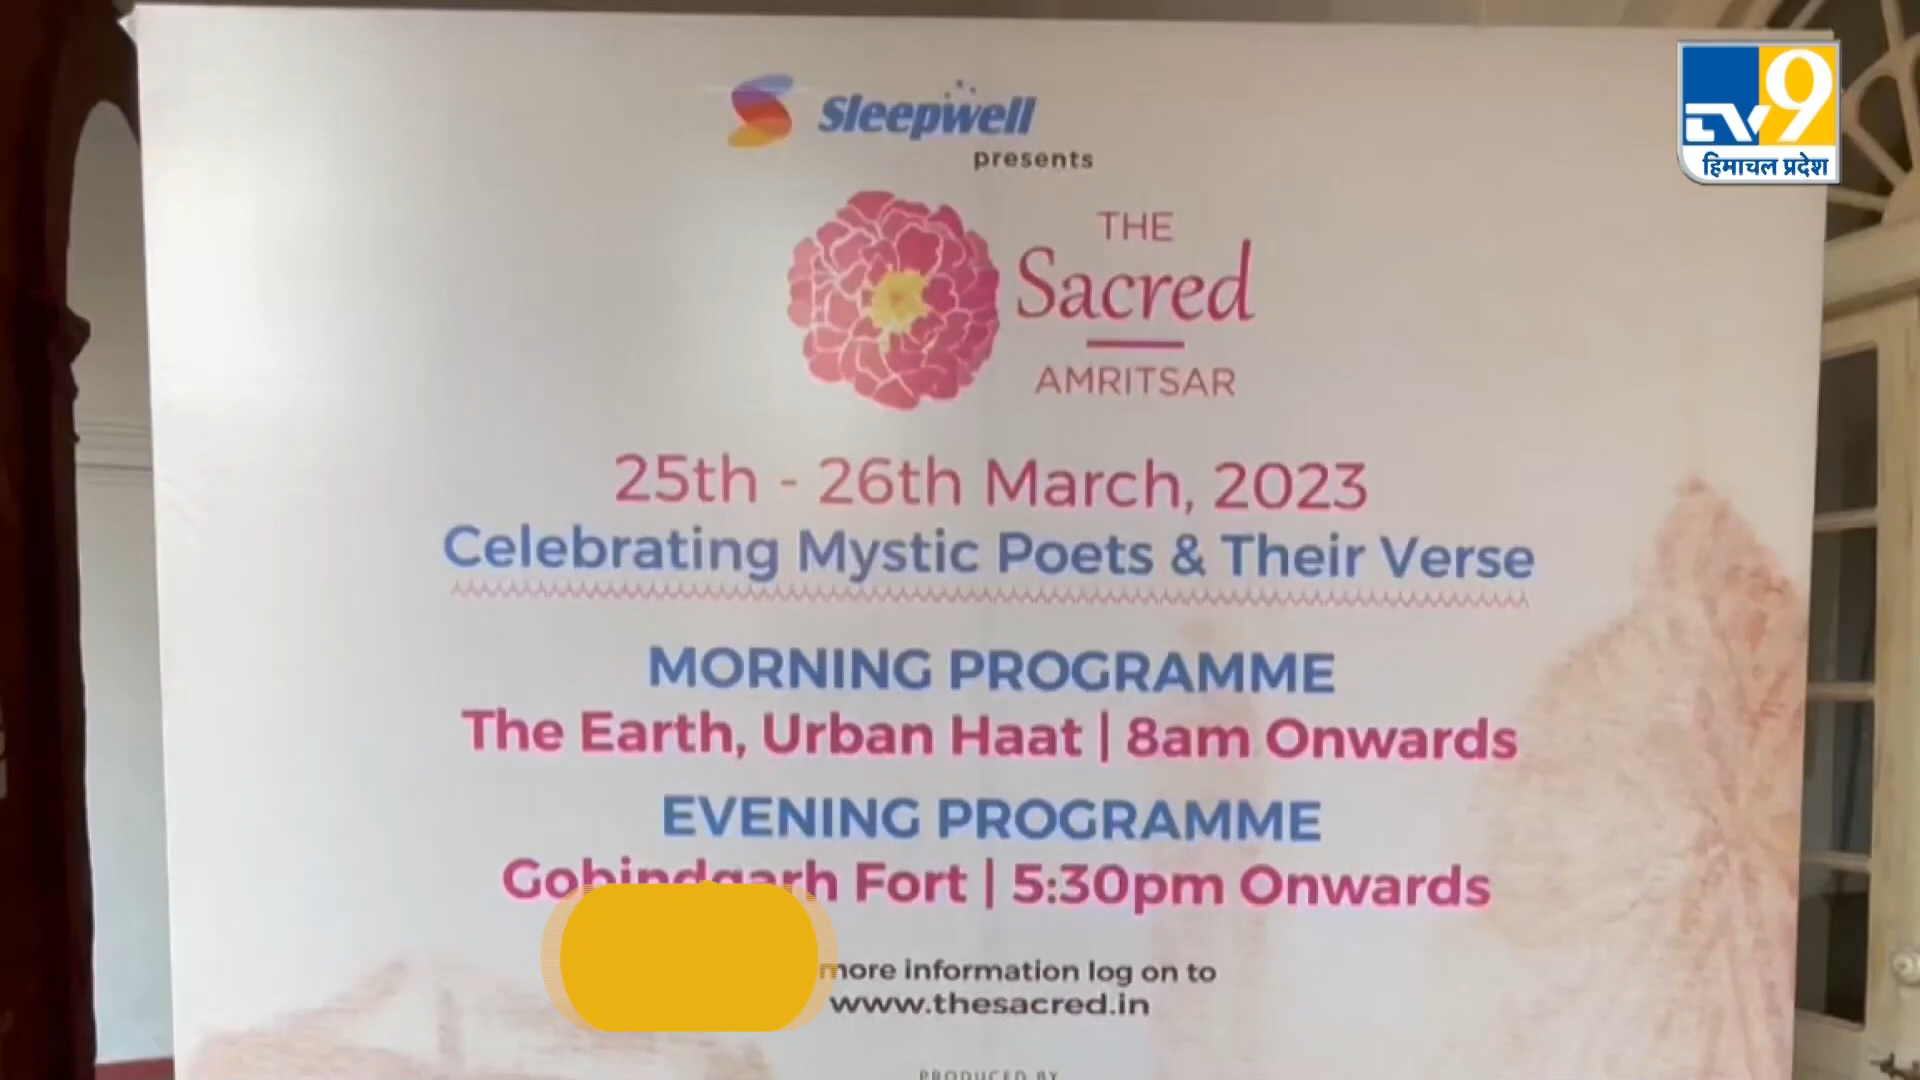 Sleepwell
presents
THE
Sacred
AMRITSAR
25th - 26th March, 2023
Celebrating Mystic Poets & Their Verse
MORNING PROGRAMME
The Earth, Urban Haat | 8am Onwards
EVENING PROGRAMME
Gobindgarh Fort | 5:30pm Onwards
more information log on to
www.thesacred.in
PRODUCED BY
TV9
हिमाचल प्रदेश